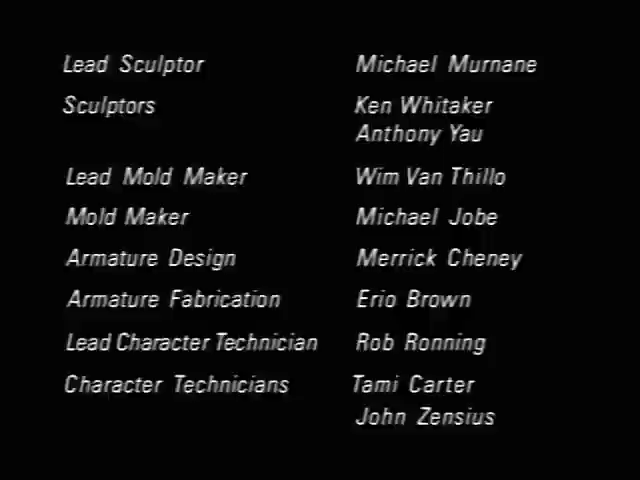 Lead Sculptor Michael Murnane
Sculptors Ken Whitaker
Anthony Yau
Lead Mold Maker Wim Van Thillo
Mold Maker Michael Jobe
Armature Design Merrick Cheney
Armature Fabrication Erio Brown
Lead Character Technician Rob Ronning
Character Technicians Tami Carter
John Zensius